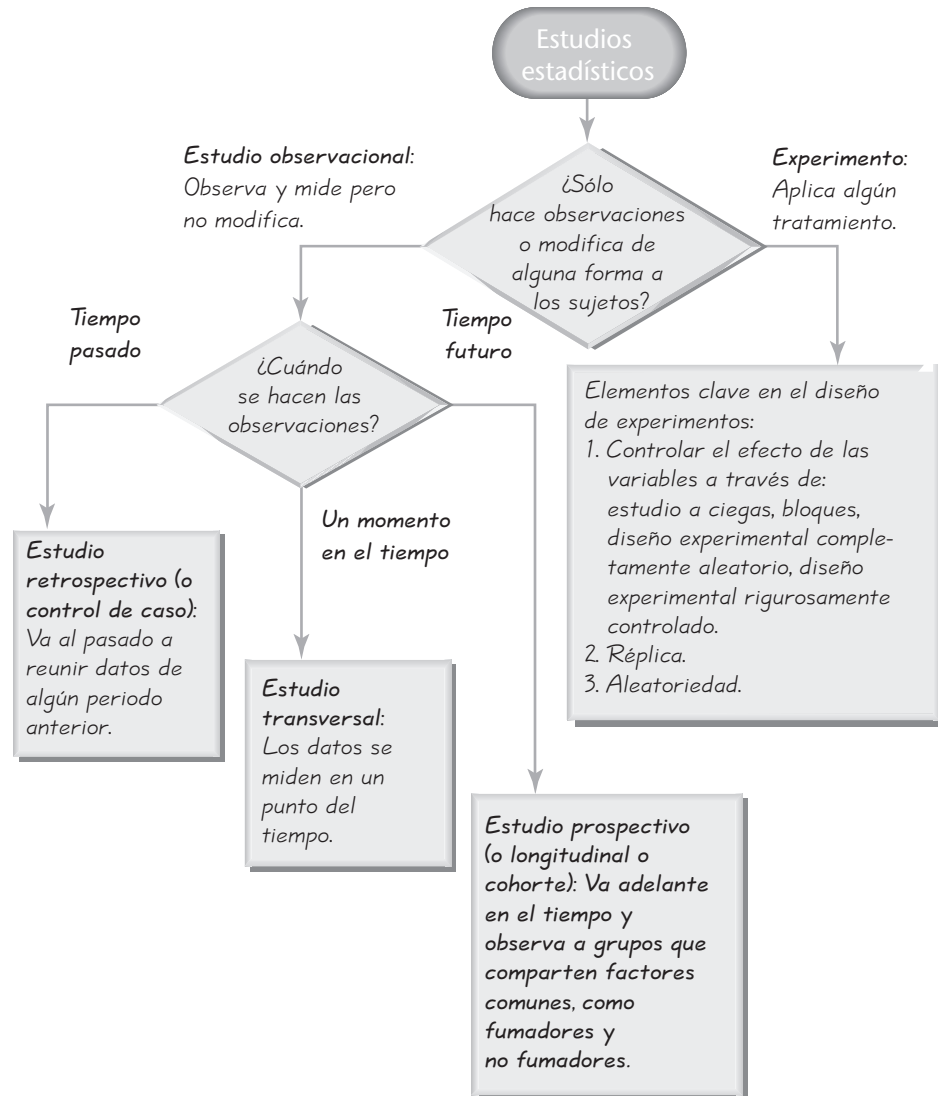 Estudios
estadísticos
Estudio observacional:
Observa y mide pero
no modifica.
¿Sólo
hace observaciones
o modifica de
alguna forma a
los sujetos?
Experimento:
Aplica algún
tratamiento.
Tiempo
pasado
¿Cuándo
se hacen las
observaciones?
Tiempo
futuro
Elementos clave en el diseño
de experimentos:
1. Controlar el efecto de las
variables a través de:
estudio a ciegas, bloques,
diseño experimental comple-
tamente aleatorio, diseño
experimental rigurosamente
controlado.
2. Réplica.
3. Aleatoriedad.
Un momento
en el tiempo
Estudio
retrospectivo (o
control de caso):
Va al pasado a
reunir datos de
algún periodo
anterior.
Estudio
transversal:
Los datos se
miden en un
punto del
tiempo.
Estudio prospectivo
(o longitudinal o
cohorte): Va adelante
en el tiempo y
observa a grupos que
comparten factores
comunes, como
fumadores y
no fumadores.